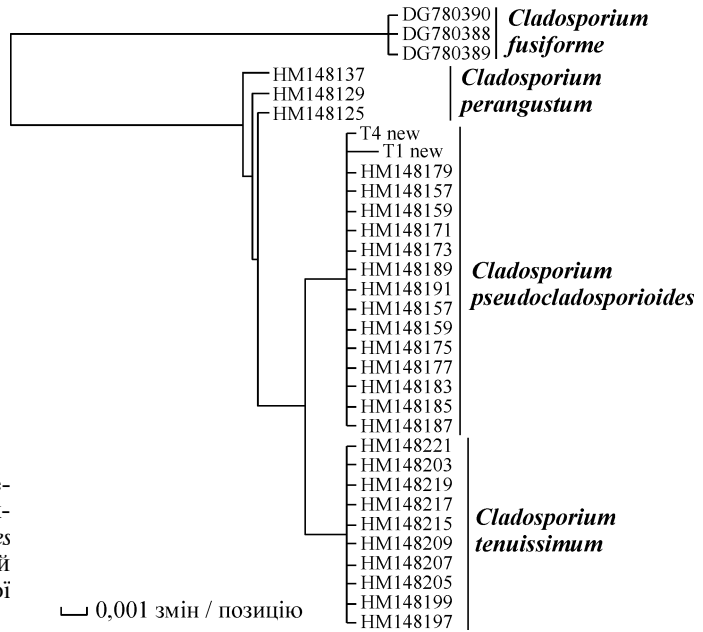 DG780390
DG780388
DG780389
Cladosporium
fusiforme
HM148137
HM148129
HM148125
Cladosporium
perangustum
T4 new
T1 new
HM148179
HM148157
HM148159
HM148171
HM148173
HM148189
HM148191
HM148157
HM148159
HM148175
HM148177
HM148183
HM148185
HM148187
Cladosporium
pseudocladosporioides
HM148221
HM148203
HM148219
HM148217
HM148215
HM148209
HM148207
HM148205
HM148199
HM148197
Cladosporium
tenuissimum
es
й
ої
0,001 змін / позицію